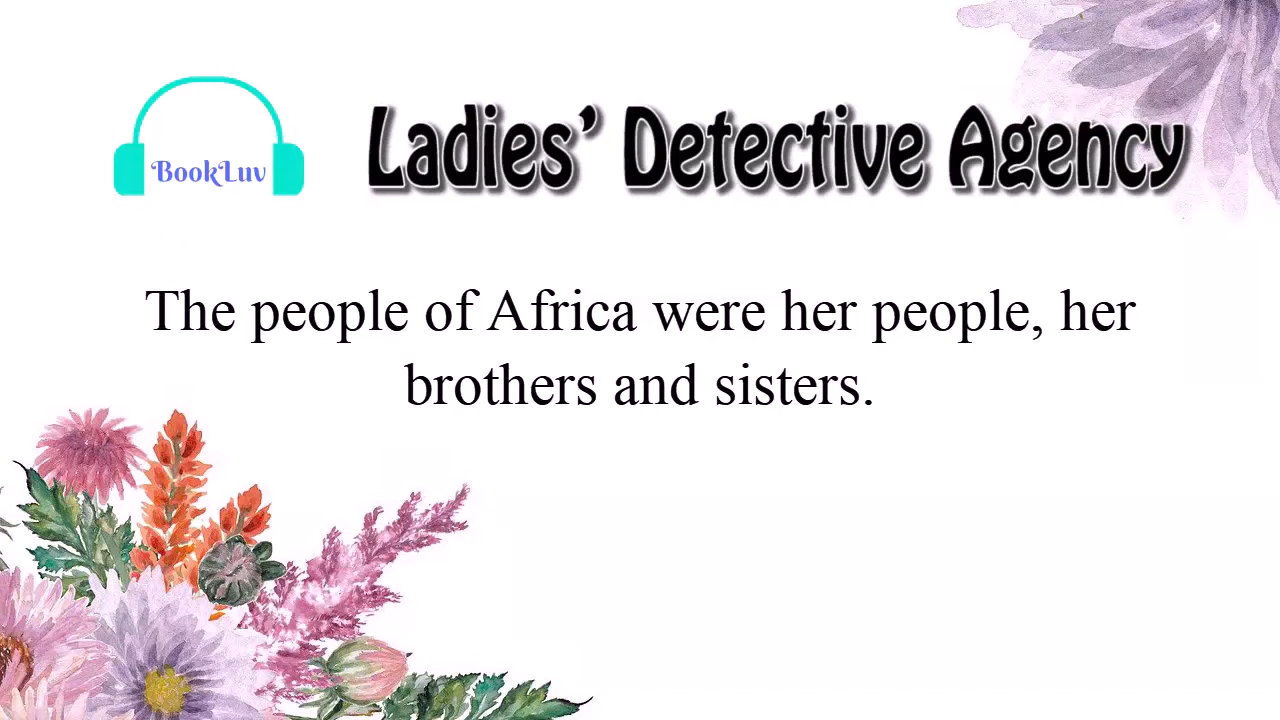 BookLuv
Ladies’ Detective Agency
The people of Africa were her people, her
brothers and sisters.